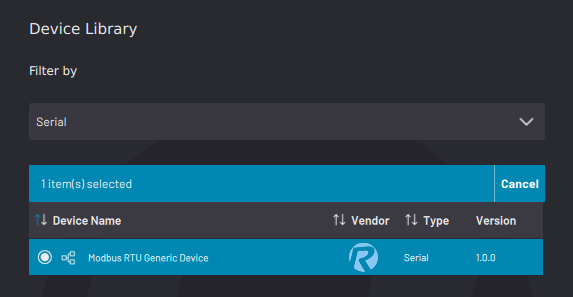 Device Library
Filter by
Serial
1 item(s) selected Cancel
Device Name Vendor Type Version
Modbus RTU Generic Device R Serial 1.0.0